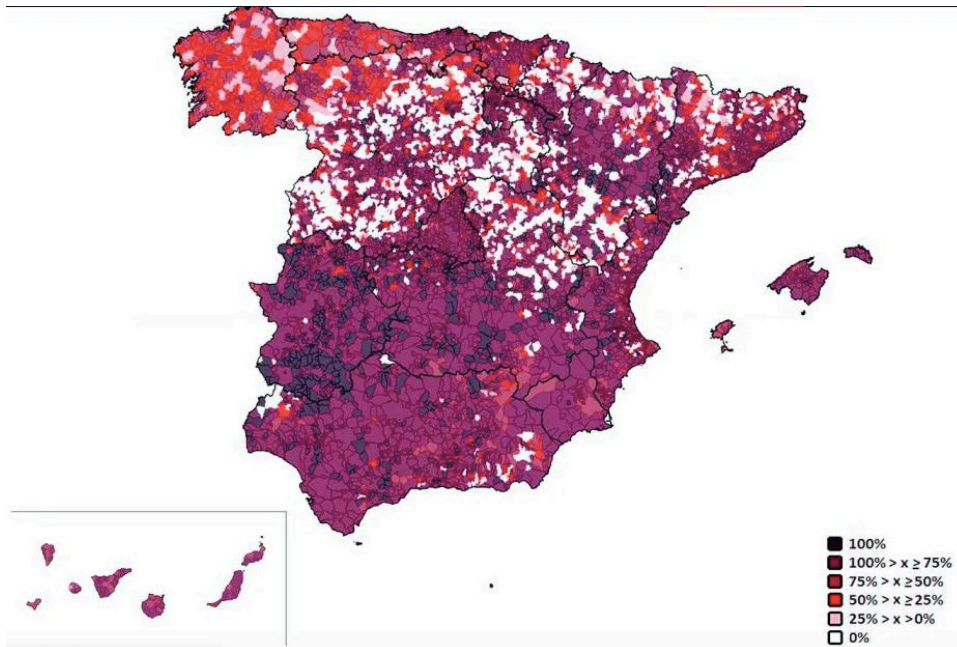 100%
100% > x ≥ 75%
75% > x ≥ 50%
50% > x ≥ 25%
25% > x > 0%
0%